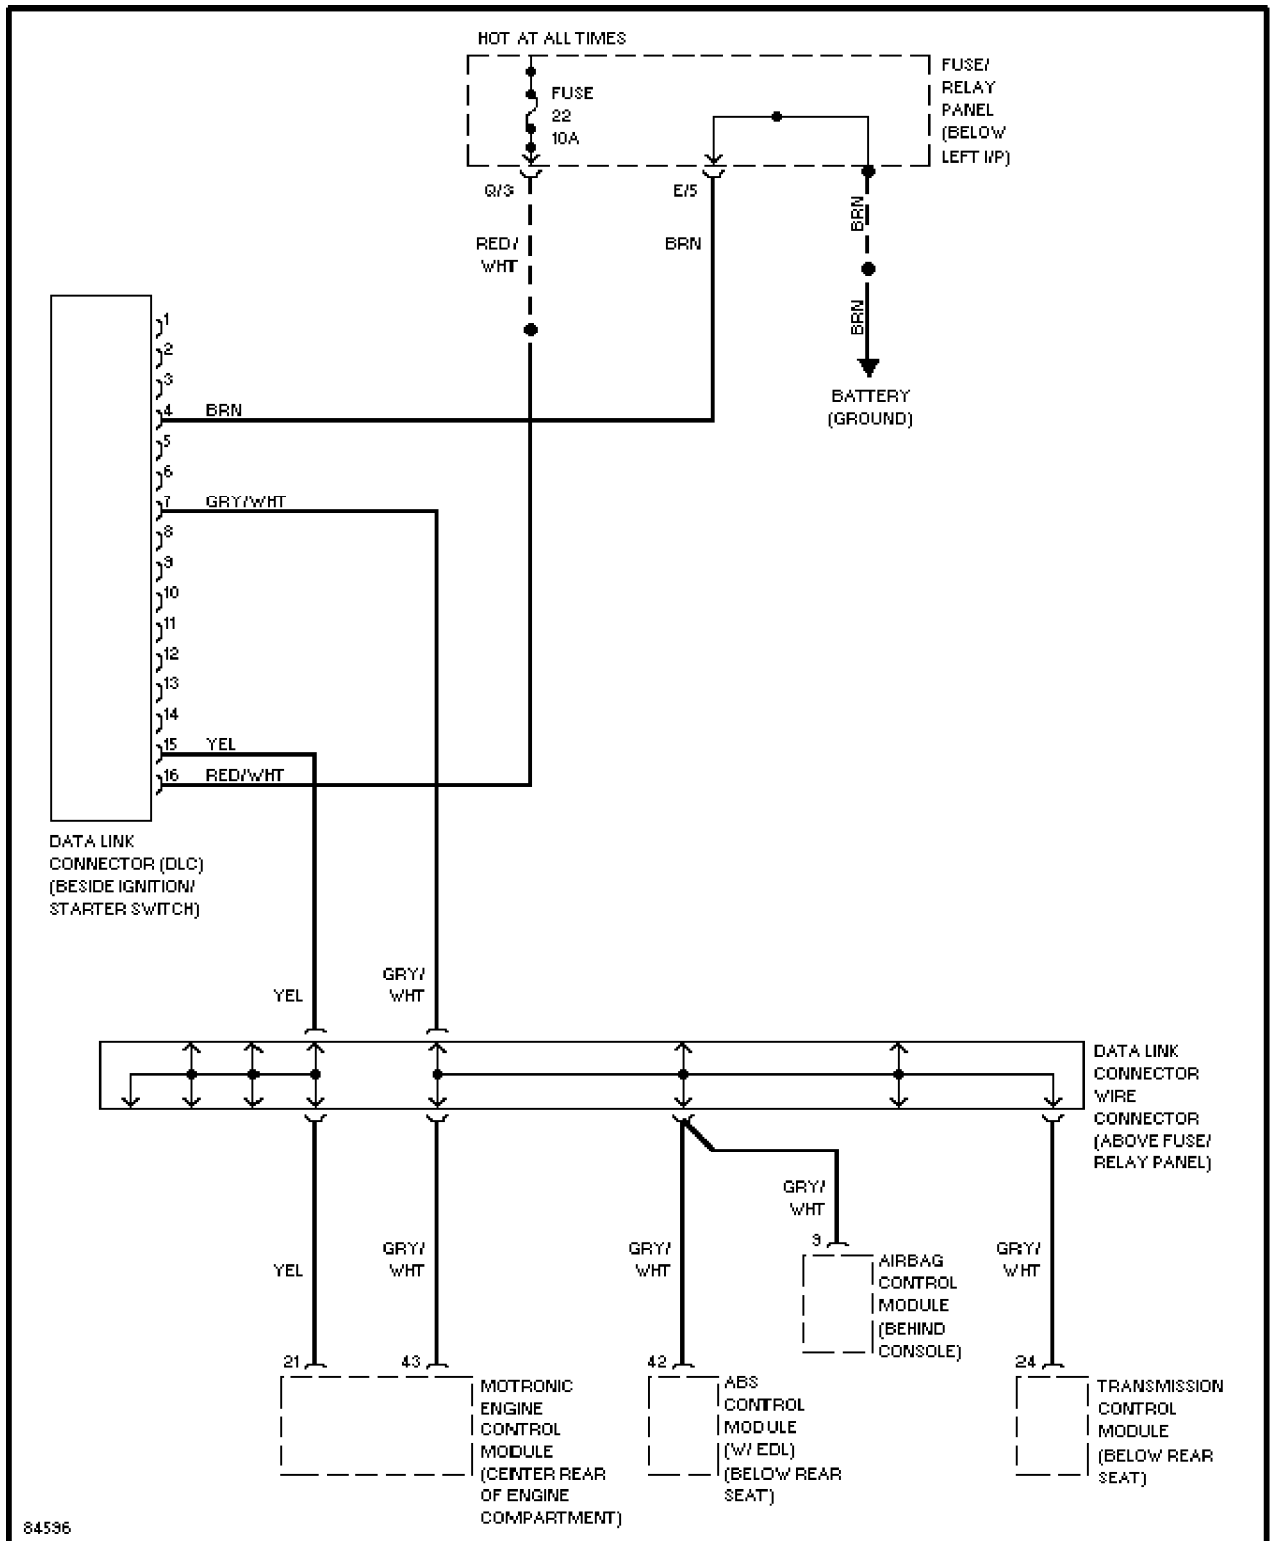 HOT AT ALL TIMES
FUSE/
RELAY
PANEL
(BELOW
LEFT I/P)
FUSE
22
10A
Q/3
E/5
RED/
WHT
BRN
BRN
BRN
BATTERY
(GROUND)
1
2
3
4 BRN
5
6
7 GRY/WHT
8
9
10
11
12
13
14
15 YEL
16 RED/WHT
DATA LINK
CONNECTOR (DLC)
(BESIDE IGNITION/
STARTER SWITCH)
YEL
GRY/
WHT
DATA LINK
CONNECTOR
WIRE
CONNECTOR
(ABOVE FUSE/
RELAY PANEL)
YEL
GRY/
WHT
GRY/
WHT
GRY/
WHT
GRY/
WHT
9
AIRBAG
CONTROL
MODULE
(BEHIND
CONSOLE)
21
43
42
24
MOTRONIC
ENGINE
CONTROL
MODULE
(CENTER REAR
OF ENGINE
COMPARTMENT)
ABS
CONTROL
MODULE
(W/ EDL)
(BELOW REAR
SEAT)
TRANSMISSION
CONTROL
MODULE
(BELOW REAR
SEAT)
84596